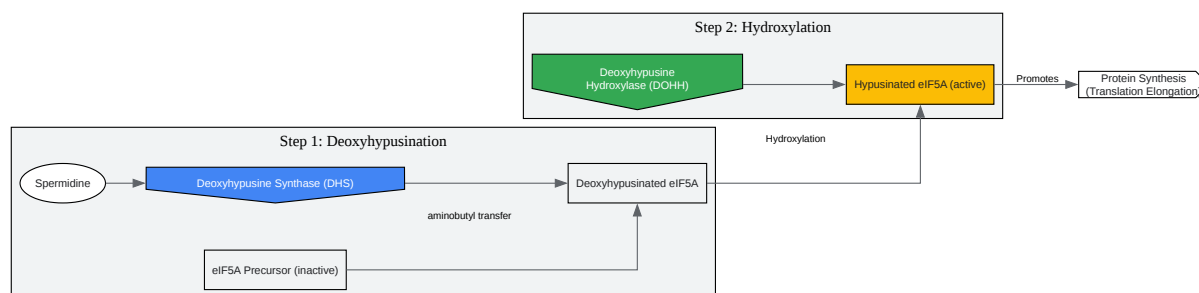 Step 2: Hydroxylation
Deoxyhypusine
Hydroxylase (DOHH)
Hypusinated eIF5A (active)
Promotes
Protein Synthesis
(Translation Elongation)
Hydroxylation
Step 1: Deoxyhypusination
Spermidine
Deoxyhypusine Synthase (DHS)
Deoxyhypusinated eIF5A
aminobutyl transfer
eIF5A Precursor (inactive)